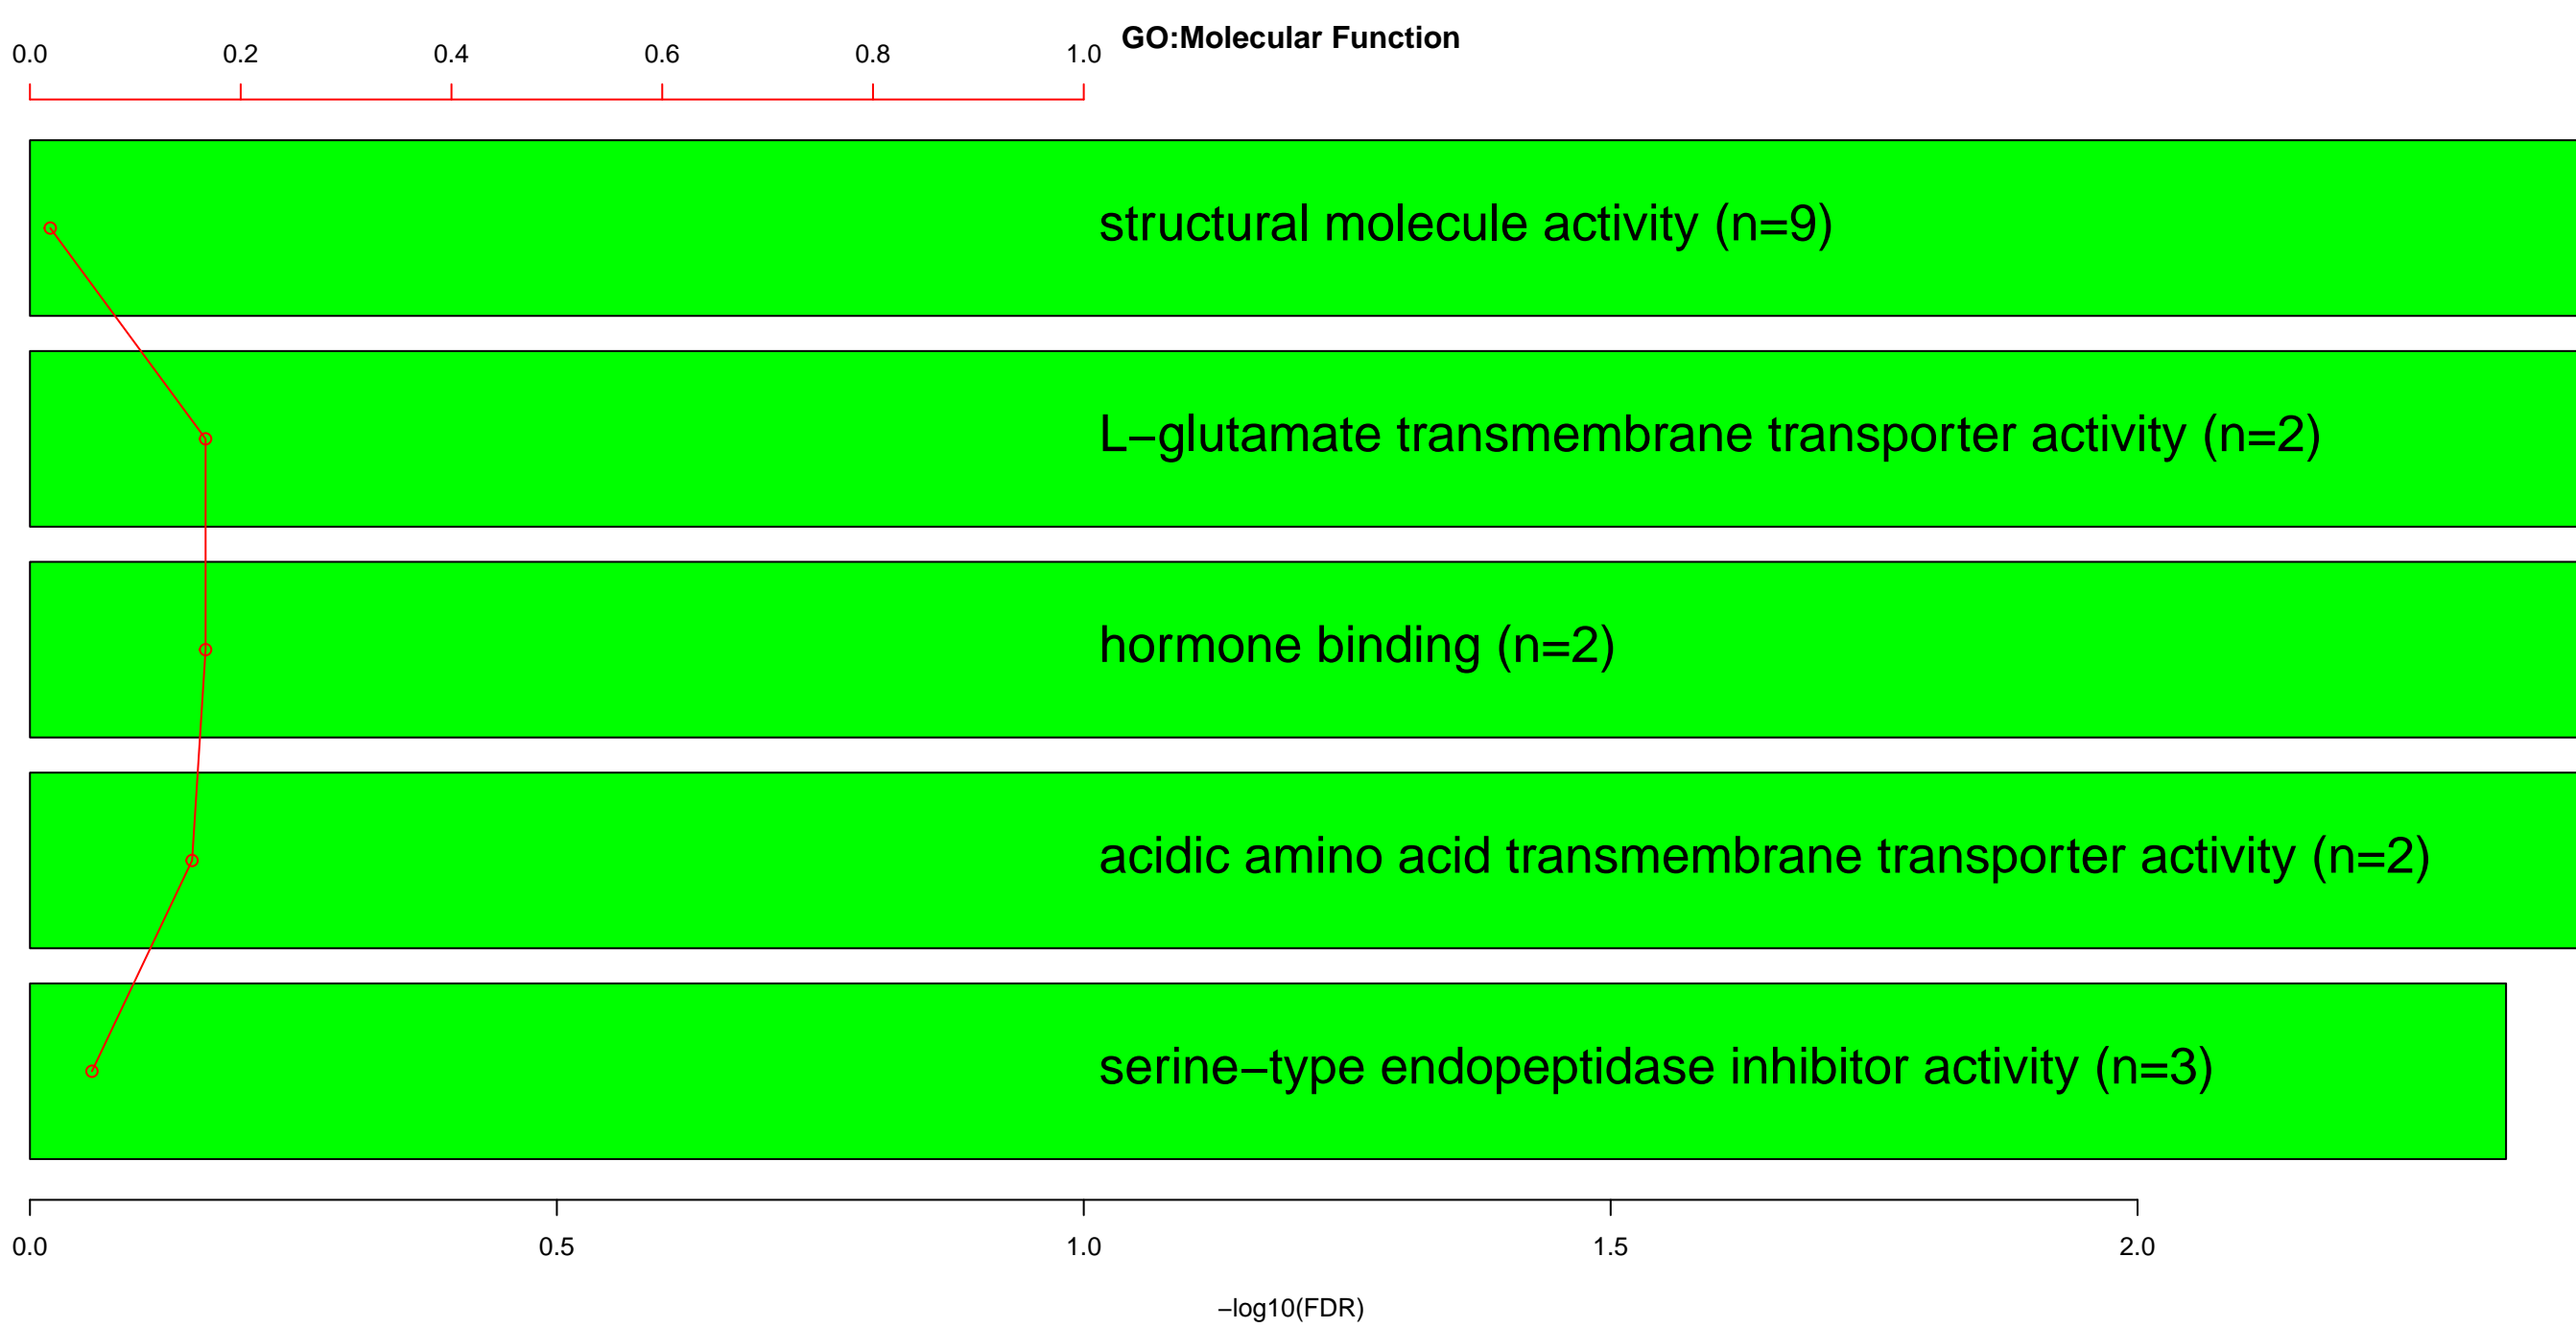 GO:Molecular Function
0.0 0.2 0.4 0.6 0.8 1.0
structural molecule activity (n=9)
L−glutamate transmembrane transporter activity (n=2)
hormone binding (n=2)
acidic amino acid transmembrane transporter activity (n=2)
serine−type endopeptidase inhibitor activity (n=3)
0.0 0.5 1.0 1.5 2.0
−log10(FDR)